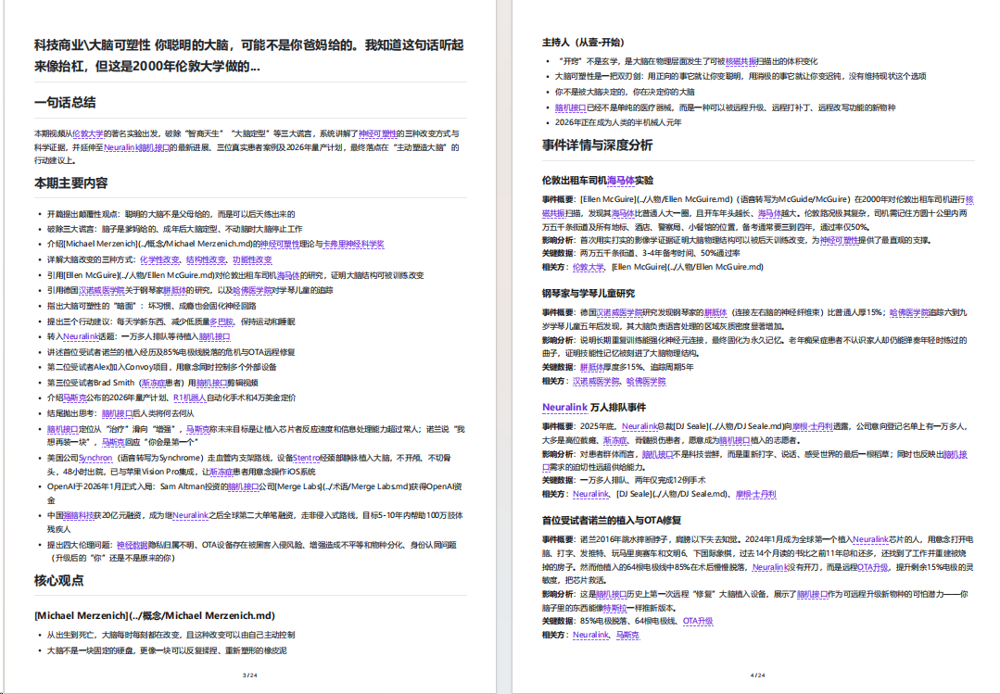 科技商业\大脑可塑性 你聪明的大脑，可能不是你爸妈给的。我知道这句话听起
来像抬杠，但这是2000年伦敦大学做的...
一句话总结
本期视频从伦敦大学的著名实验出发，破除“智商天生”“大脑定型”等三大谎言，系统讲解了神经可塑性的三种改变方式与
科学证据，并延伸至Neuralink脑机接口的最新进展、三位真实患者案例及2026年量产计划，最终落点在“主动塑造大脑”的
行动建议上。
本期主要内容
• 开篇提出颠覆性观点：聪明的大脑不是父母给的，而是可以后天练出来的
• 破除三大谎言：脑子是爹妈给的、成年后大脑定型、不动脑时大脑停止工作
• 介绍[Michael Merzenich](../概念/Michael Merzenich.md)的神经可塑性理论与卡弗里神经科学奖
• 详解大脑改变的三种方式：化学性改变、结构性改变、功能性改变
• 引用[Ellen McGuire](../人物/Ellen McGuire.md)对伦敦出租车司机海马体的研究，证明大脑结构可被训练改变
• 引用德国汉诺威医学院关于钢琴家胼胝体的研究，以及哈佛医学院对学琴儿童的追踪
• 指出大脑可塑性的“暗面”：坏习惯、成瘾也会固化神经回路
• 提出三个行动建议：每天学新东西、减少低质量多巴胺、保持运动和睡眠
• 转入Neuralink话题：一万多人排队等待植入脑机接口
• 讲述首位受试者诺兰的植入经历及85%电极线脱落的危机与OTA远程修复
• 第二位受试者Alex加入Convoy项目，用意念同时控制多个外部设备
• 第三位受试者Brad Smith（渐冻症患者）用脑机接口剪辑视频
• 介绍马斯克公布的2026年量产计划、R1机器人自动化手术和4万美金定价
• 结尾抛出思考：脑机接口后人类将何去何从
• 脑机接口定位从“治疗”滑向“增强”，马斯克称未来目标是让植入芯片者反应速度和信息处理能力超过常人；诺兰说“我
想再装一块”，马斯克回应“你会是第一个”
• 美国公司Synchron（语音转写为Synchrome）走血管内支架路线，设备Stentro经颈部静脉植入大脑，不开颅、不切骨
头，48小时出院，已与苹果Vision Pro集成，让渐冻症患者用意念操作iOS系统
• OpenAI于2026年1月正式入局：Sam Altman投资的脑机接口公司[Merge Labs](../术语/Merge Labs.md)获得OpenAI资
金
• 中国强脑科技获20亿元融资，成为继Neuralink之后全球第二大单笔融资，走非侵入式路线，目标5-10年内帮助100万肢体
残疾人
• 提出四大伦理问题：神经数据隐私归属不明、OTA设备存在被黑客入侵风险、增强造成不平等和物种分化、身份认同问题
（升级后的“你”还是不是原来的你）
核心观点
[Michael Merzenich](../概念/Michael Merzenich.md)
• 从出生到死亡，大脑每时每刻都在改变，且这种改变可以由自己主动控制
• 大脑不是一块固定的硬盘，更像一块可以反复揉捏、重新塑形的橡皮泥
3 / 24
主持人（从壹-开始）
• “开窍”不是玄学，是大脑在物理层面发生了可被核磁共振扫描出的体积变化
• 大脑可塑性是一把双刃剑：用正向的事它就让你变聪明，用消极的事它就让你变迟钝，没有维持现状这个选项
• 你不是被大脑决定的，你在决定你的大脑
• 脑机接口已经不是单纯的医疗器械，而是一种可以被远程升级、远程打补丁、远程改写功能的新物种
• 2026年正在成为人类的半机械人元年
事件详情与深度分析
伦敦出租车司机海马体实验
事件概要：[Ellen McGuire](../人物/Ellen McGuire.md)（语音转写为McGuide/McGuire）在2000年对伦敦出租车司机进行核
磁共振扫描，发现其海马体比普通人大一圈，且开车年头越长、海马体越大。伦敦路况极其复杂，司机需记住方圆十公里内两
万五千条街道及所有地标、酒店、警察局、小餐馆的位置，备考通常要三到四年，通过率仅50%。
影响分析：首次用实打实的影像学证据证明大脑物理结构可以被后天训练改变，为神经可塑性提供了最直观的支撑。
关键数据：两万五千条街道、3-4年备考时间、50%通过率
相关方：伦敦大学、[Ellen McGuire](../人物/Ellen McGuire.md)
钢琴家与学琴儿童研究
事件概要：德国汉诺威医学院研究发现钢琴家的胼胝体（连接左右脑的神经纤维束）比普通人厚15%；哈佛医学院追踪六到九
岁学琴儿童五年后发现，其大脑负责语言处理的区域灰质密度显著增加。
影响分析：说明长期重复训练能强化神经元连接，最终固化为永久记忆。老年痴呆症患者不认识家人却仍能弹奏年轻时练过的
曲子，证明技能性记忆被刻进了大脑物理结构。
关键数据：胼胝体厚度多15%、追踪周期5年
相关方：汉诺威医学院、哈佛医学院
Neuralink 万人排队事件
事件概要：2025年底，Neuralink总裁[DJ Seale](../人物/DJ Seale.md)向摩根·士丹利透露，公司意向登记名单上有一万多人，
大多是高位截瘫、渐冻症、脊髓损伤患者，愿意成为脑机接口植入的志愿者。
影响分析：对患者群体而言，脑机接口不是科技尝鲜，而是重新打字、说话、感受世界的最后一根稻草；同时也反映出脑机接
口需求的迫切性远超供给能力。
关键数据：一万多人排队、两年仅完成12例手术
相关方：Neuralink、[DJ Seale](../人物/DJ Seale.md)、摩根·士丹利
首位受试者诺兰的植入与OTA修复
事件概要：诺兰2016年跳水摔断脖子，肩膀以下失去知觉。2024年1月成为全球第一个植入Neuralink芯片的人，用意念打开电
脑、打字、发推特、玩马里奥赛车和文明6、下国际象棋，过去14个月读的书比之前11年总和还多，还找到了工作并重建被烧
掉的房子。然而他植入的64根电极线中85%在术后慢慢脱落，Neuralink没有开刀，而是远程OTA升级，提升剩余15%电极的灵
敏度，把芯片救活。
影响分析：这是脑机接口历史上第一次远程“修复”大脑植入设备，展示了脑机接口作为可远程升级新物种的可怕潜力——你
脑子里的东西能像特斯拉一样推新版本。
关键数据：85%电极脱落、64根电极线、OTA升级
相关方：Neuralink、马斯克
4 / 24